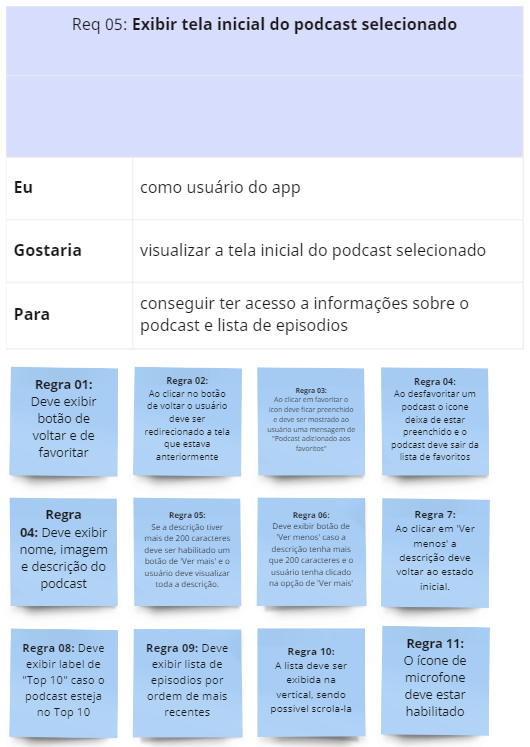 Req 05: Exibir tela inicial do podcast selecionado
Eu
como usuário do app
Gostaria
visualizar a tela inicial do podcast selecionado
Para
conseguir ter acesso a informações sobre o
podcast e lista de episodios
Regra 01:
Deve exibir
botão de
voltar e de
favoritar
Regra 02:
Ao clicar no botão
de voltar o usuário
deve ser
redirecionado a tela
que estava
anteriormente
Regra 03:
Ao clicar em favoritar o
icon deve ficar preenchido
e deve ser mostrado ao
usuário uma mensagem de
"Podcast adicionado aos
favoritos"
Regra 04:
Ao desfavoritar um
podcast o icone
deixa de estar
preenchido e o
podcast deve sair da
lista de favoritos
Regra
04: Deve exibir
nome, imagem
e descrição do
podcast
Regra 05:
Se a descrição tiver
mais de 200 caracteres
deve ser habilitado um
botão de 'Ver mais' e o
usuário deve visualizar
toda a descrição.
Regra 06:
Deve exibir botão de
'Ver menos' caso a
descrição tenha mais
que 200 caracteres e o
usuário tenha clicado
na opção de 'Ver mais'
Regra 7:
Ao clicar em 'Ver
menos' a
descrição deve
voltar ao estado
inicial.
Regra 08: Deve
exibir label de
"Top 10" caso o
podcast esteja
no Top 10
Regra 09: Deve
exibir lista de
episodios por
ordem de mais
recentes
Regra 10:
A lista deve ser
exibida na
vertical, sendo
possivel scrola-la
Regra 11:
O ícone de
microfone
deve estar
habilitado